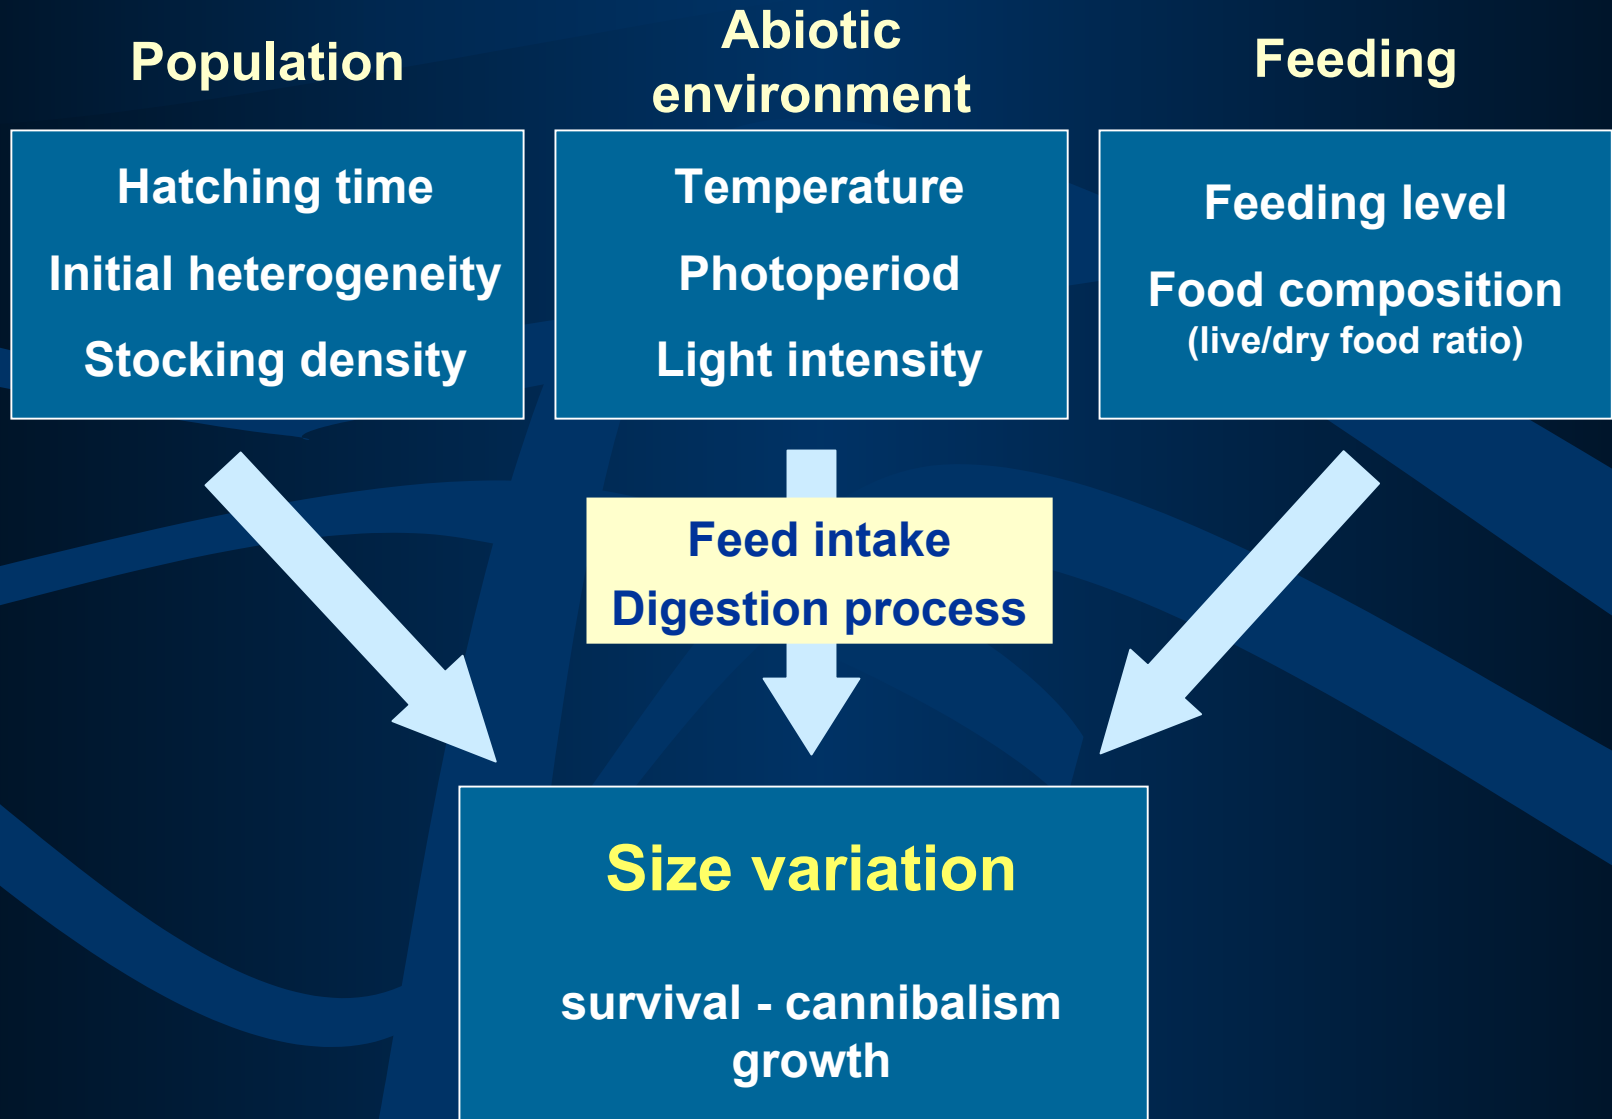 Population
Hatching time
Initial heterogeneity
Stocking density
Abiotic
environment
Temperature
Photoperiod
Light intensity
Feeding
Feeding level
Food composition
(live/dry food ratio)
Feed intake
Digestion process
Size variation
survival - cannibalism
growth